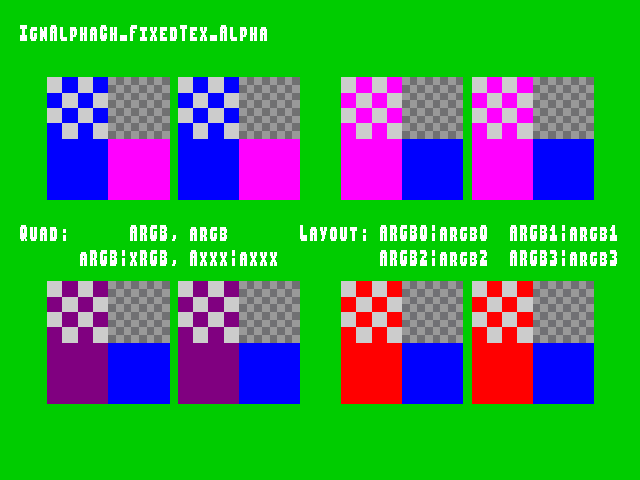 IgnAlphaCh_FixedTex_Alpha
Quad: ARGB, argb Layout: ARGB0|argb0 ARGB1|argb1
aRGB|xRGB, Axxx|axxx ARGB2|argb2 ARGB3|argb3